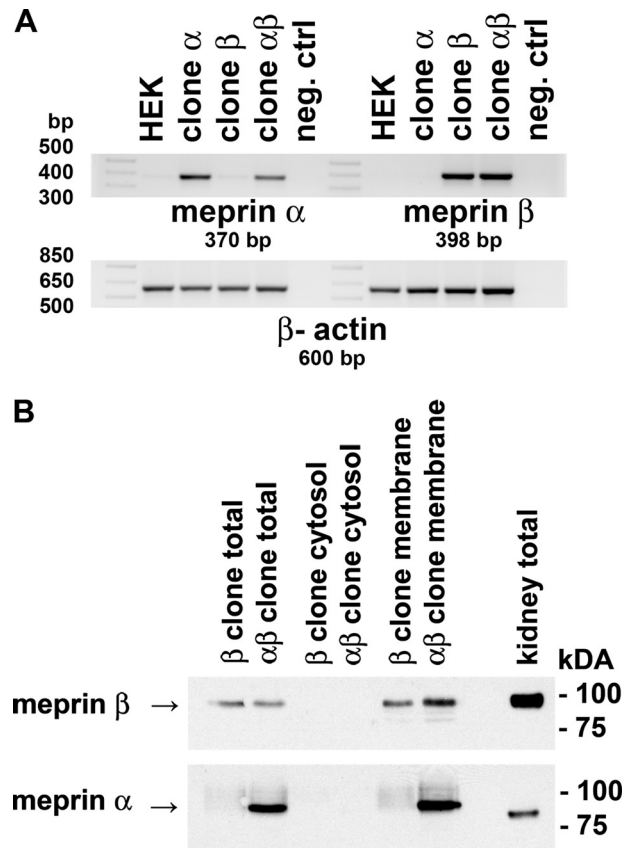 A
HEK
clone α
clone β
clone αβ
neg. ctrl
HEK
clone α
clone β
clone αβ
neg. ctrl
bp
500
400
300
meprin α
370 bp
meprin β
398 bp
850
650
500
β- actin
600 bp
B
β clone total
αβ clone total
β clone cytosol
αβ clone cytosol
β clone membrane
αβ clone membrane
kidney total
kDA
meprin β →
- 100
- 75
meprin α →
- 100
- 75